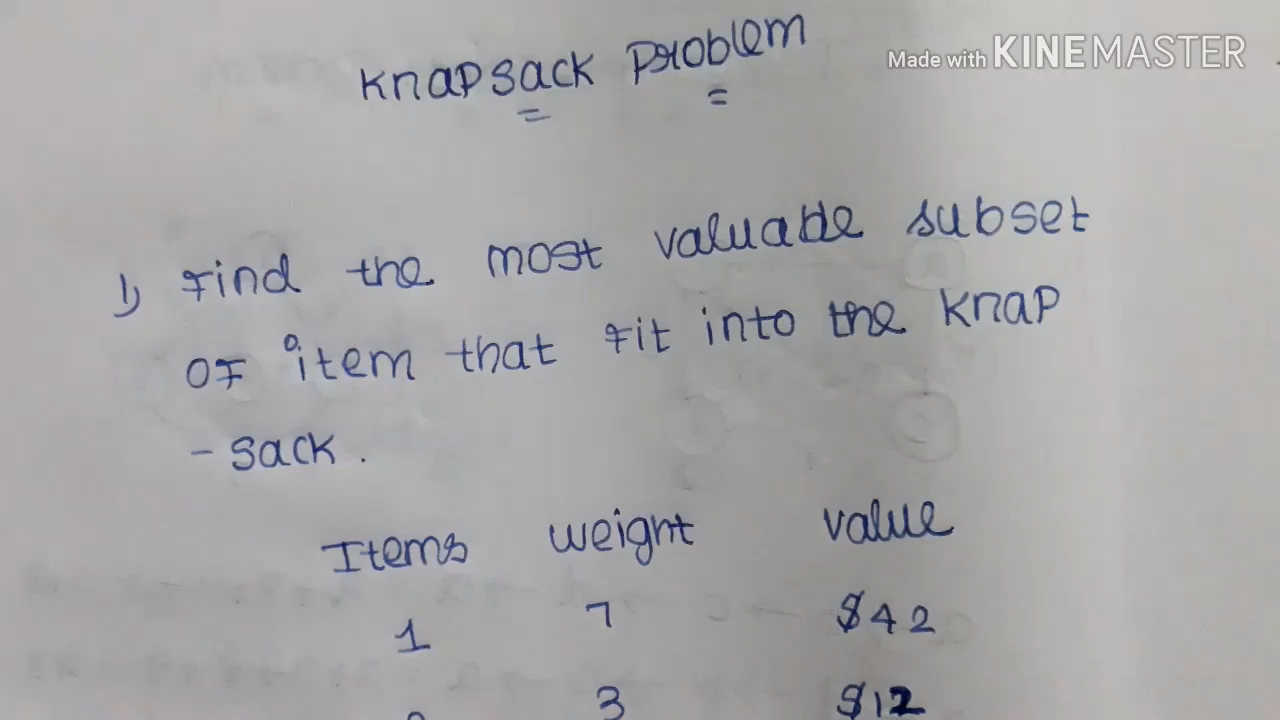 Made with KINEMASTER
Knapsack Problem
1) Find the most valuable subset
of item that fit into the knap
- sack .
Items weight value
1 7 $42
3 $12